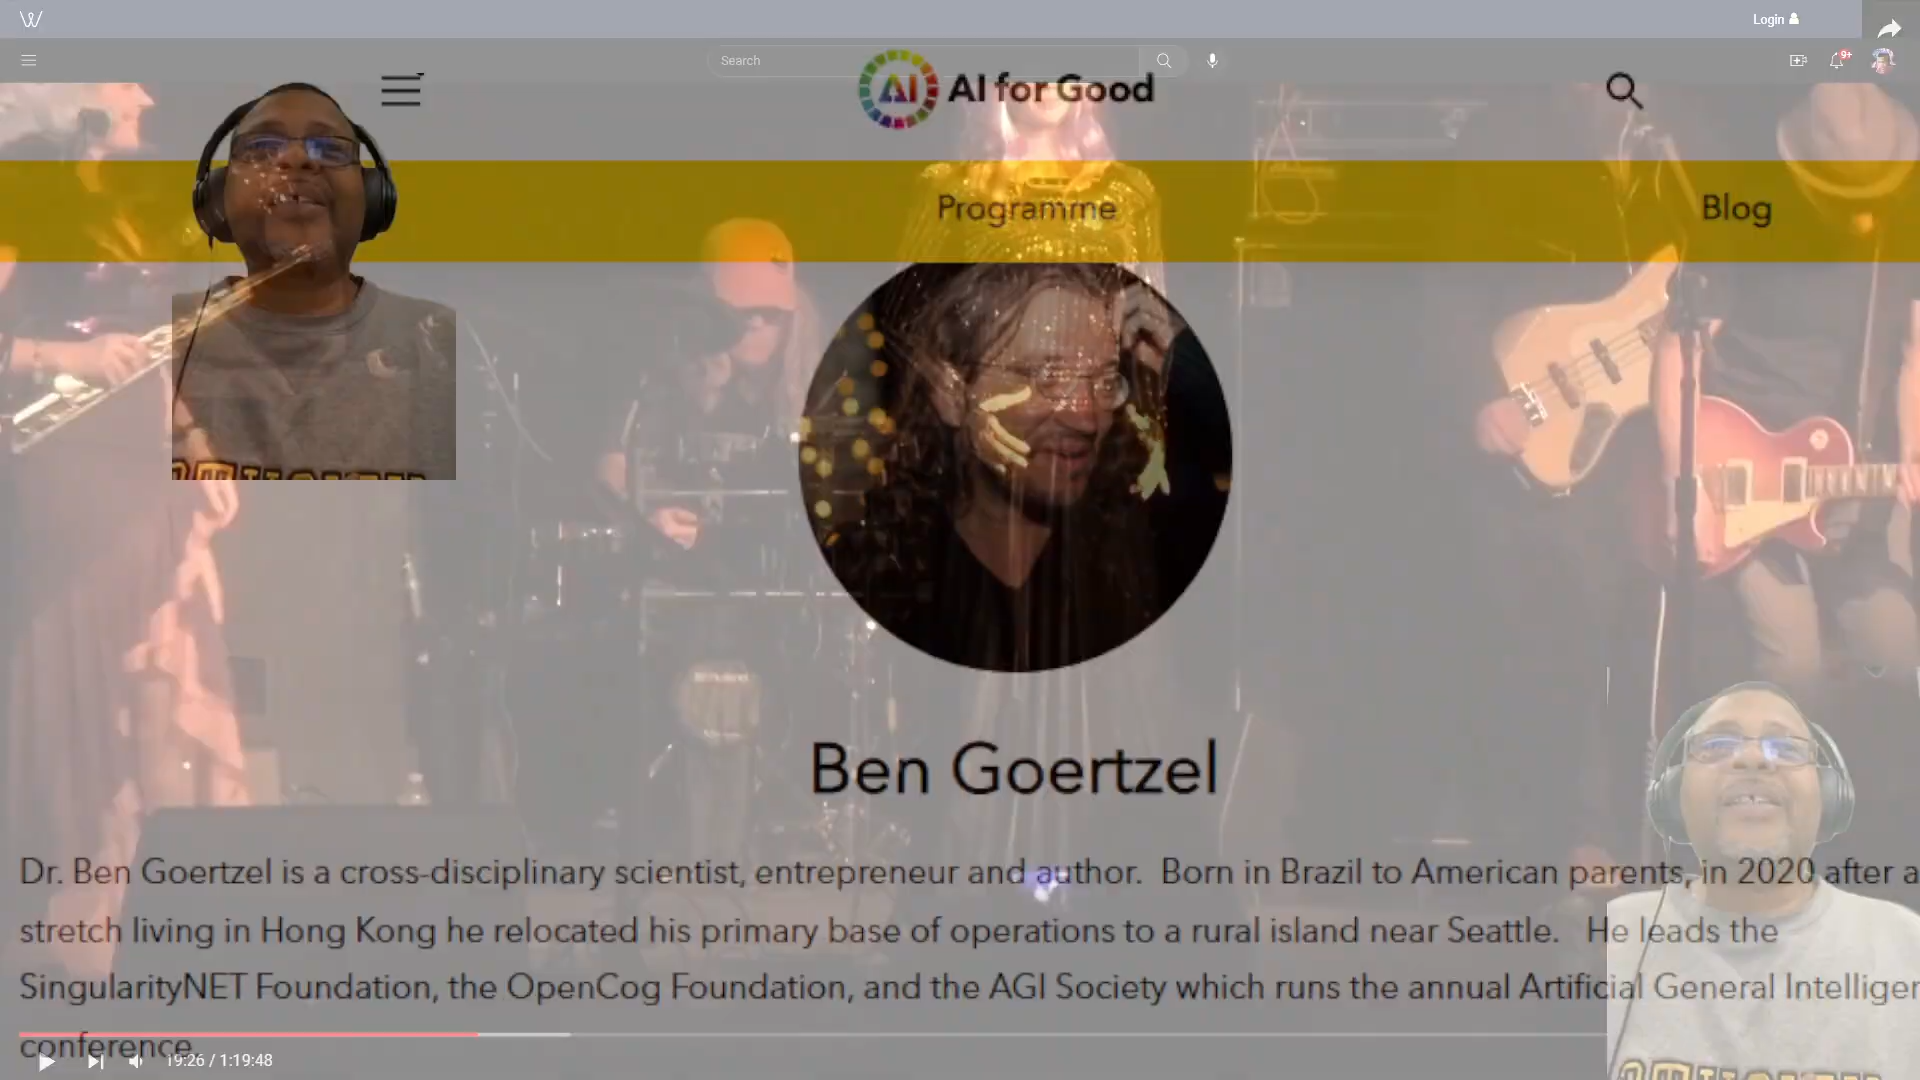 Login
Search
9+
AI AI for Good
Programme
Blog
Ben Goertzel
Dr. Ben Goertzel is a cross-disciplinary scientist, entrepreneur and author. Born in Brazil to American parents, in 2020 after a
stretch living in Hong Kong he relocated his primary base of operations to a rural island near Seattle. He leads the
SingularityNET Foundation, the OpenCog Foundation, and the AGI Society which runs the annual Artificial General Intelligen
conference
19:26 / 1:19:48